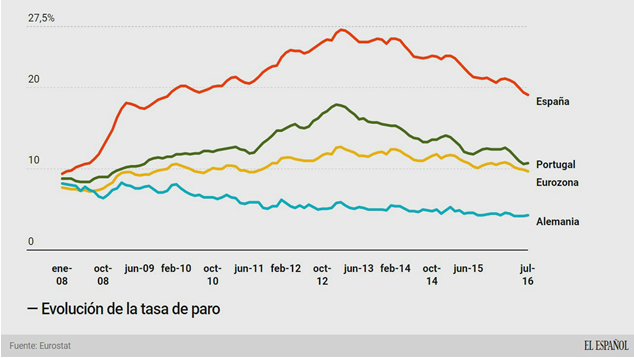 27,5%
20
10
0
España
Portugal
Eurozona
Alemania
ene- oct- jun-09 feb-10 oct- jun-11 feb-12 oct- jun-13 feb-14 oct- jun-15 jul-
08 08 10 12 14 16
— Evolución de la tasa de paro
Fuente: Eurostat
EL ESPAÑOL